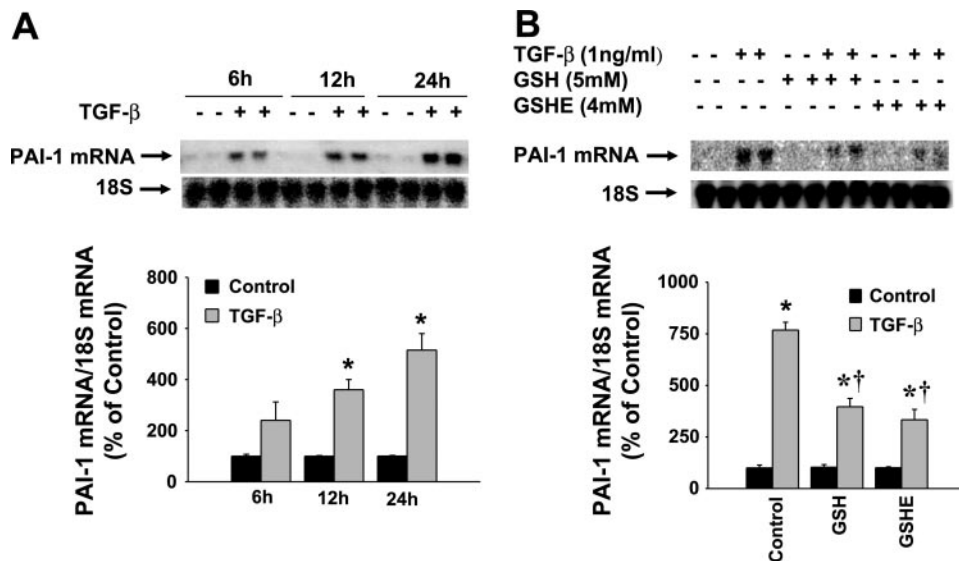 A
6h 12h 24h
TGF-β - - + + - - + + - - + +
PAI-1 mRNA
18S
PAI-1 mRNA/18S mRNA
(% of Control)
800
600
400
200
0
Control
TGF-β
*
*
6h 12h 24h
B
TGF-β (1ng/ml) - - + + - - + + - - + +
GSH (5mM) - - - - + + + + - - - -
GSHE (4mM) - - - - - - - - + + + +
PAI-1 mRNA
18S
PAI-1 mRNA/18S mRNA
(% of Control)
1000
750
500
250
0
Control
TGF-β
*
*†
*†
Control
GSH
GSHE